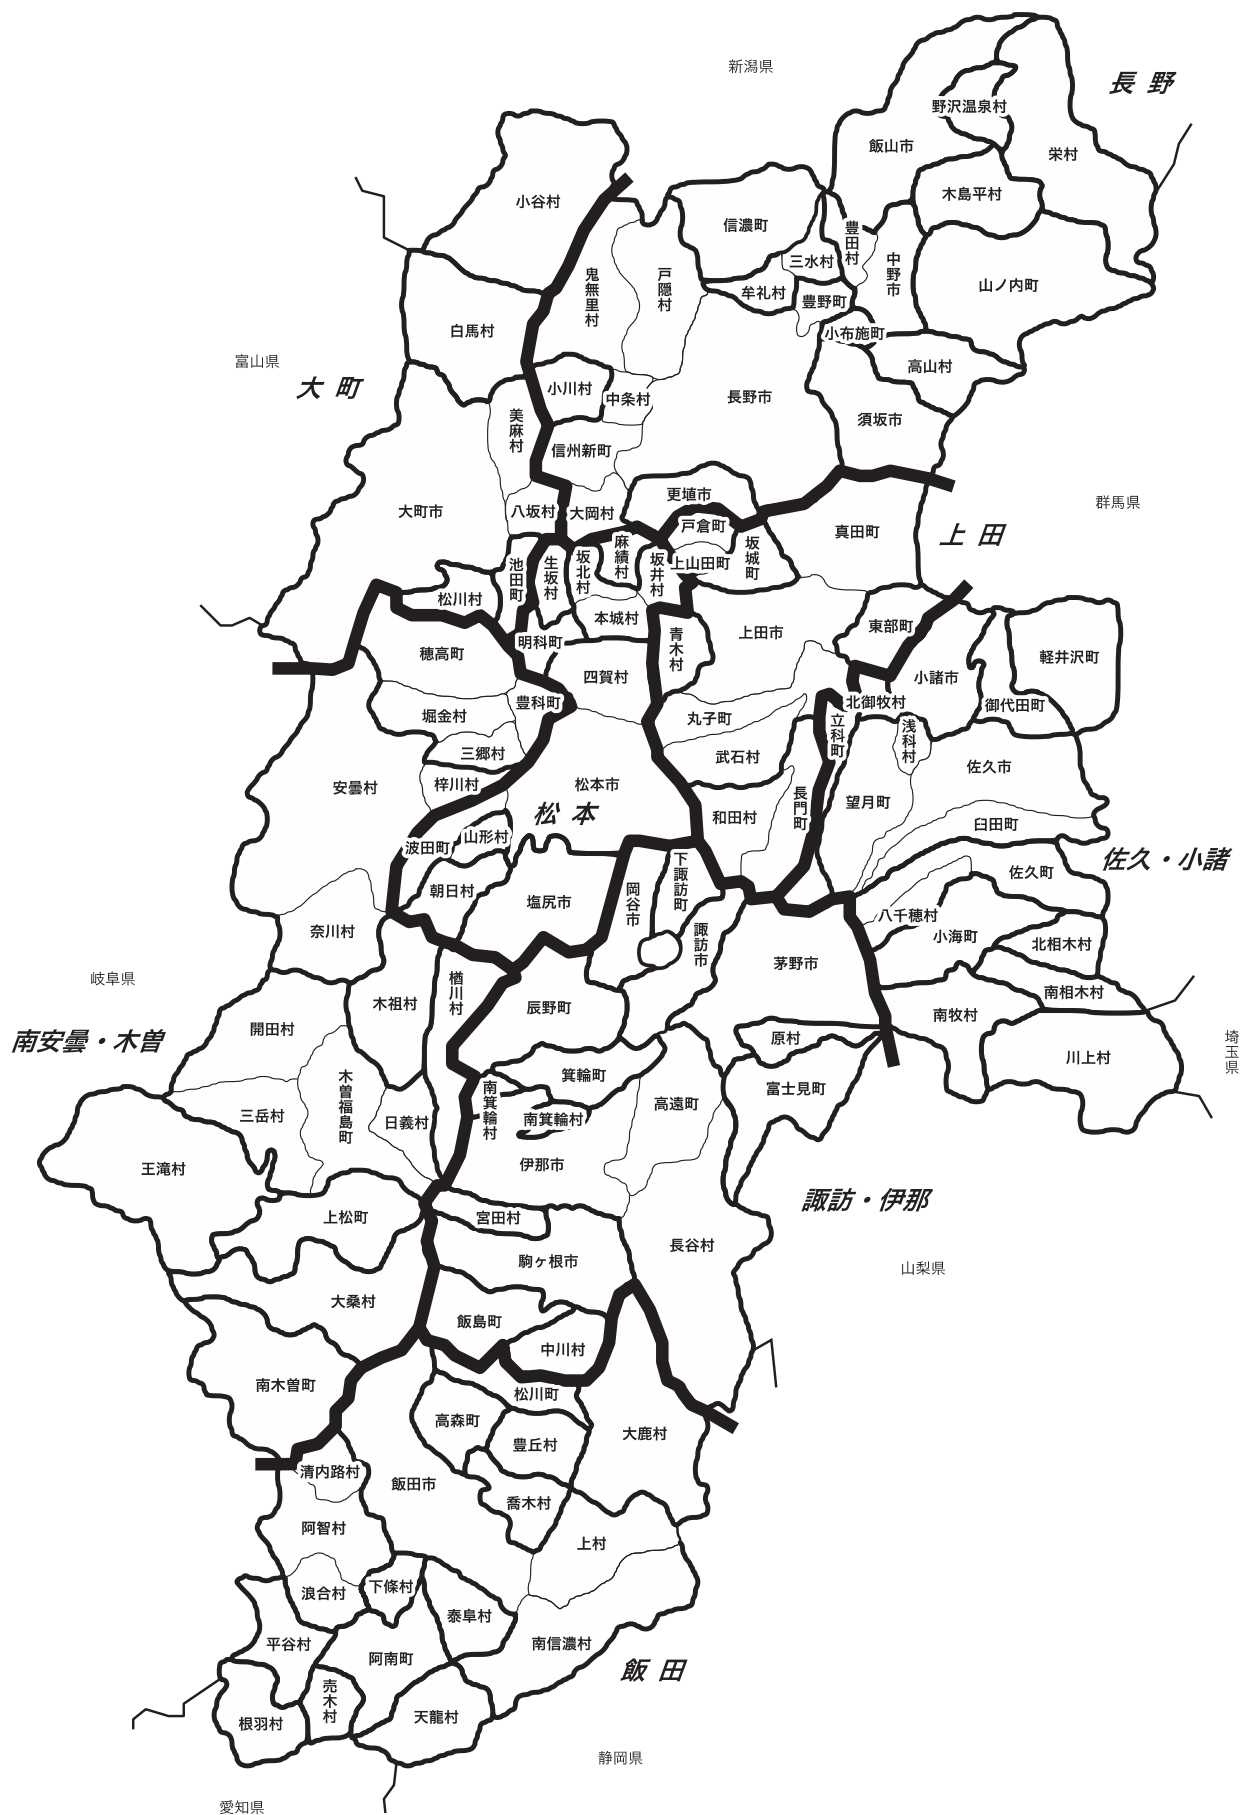 新潟県
長野
野沢温泉村
飯山市
栄村
木島平村
小谷村
信濃町
豊田村
三水村
中野市
鬼無里村
戸隠村
山ノ内町
牟礼村
豊野町
白馬村
小布施町
富山県
高山村
大町
小川村
中条村
長野市
須坂市
美麻村
信州新町
更埴市
群馬県
大町市
八坂村
大岡村
戸倉町
真田町
上田
麻績村
坂城町
池田町
生坂村
坂北村
坂井村
上山田町
松川村
本城村
東部町
上田市
明科町
青木村
穂高町
軽井沢町
四賀村
小諸市
豊科町
北御牧村
御代田町
堀金村
丸子町
立科町
浅科村
三郷村
武石村
佐久市
安曇村
梓川村
松本市
長門町
望月町
松本
和田村
臼田町
山形村
波田町
佐久・小諸
下諏訪町
佐久町
朝日村
岡谷市
塩尻市
八千穂村
奈川村
諏訪市
小海町
北相木村
茅野市
岐阜県
楢川村
南相木村
木祖村
辰野町
南牧村
開田村
原村
南安曇・木曽
埼玉県
川上村
箕輪町
富士見町
木曽福島町
南箕輪村
高遠町
三岳村
日義村
南箕輪村
伊那市
王滝村
諏訪・伊那
上松町
宮田村
長谷村
駒ヶ根市
山梨県
大桑村
飯島町
中川村
南木曽町
松川町
高森町
大鹿村
豊丘村
清内路村
飯田市
喬木村
阿智村
上村
下條村
浪合村
泰阜村
平谷村
南信濃村
阿南町
飯田
売木村
根羽村
天龍村
静岡県
愛知県